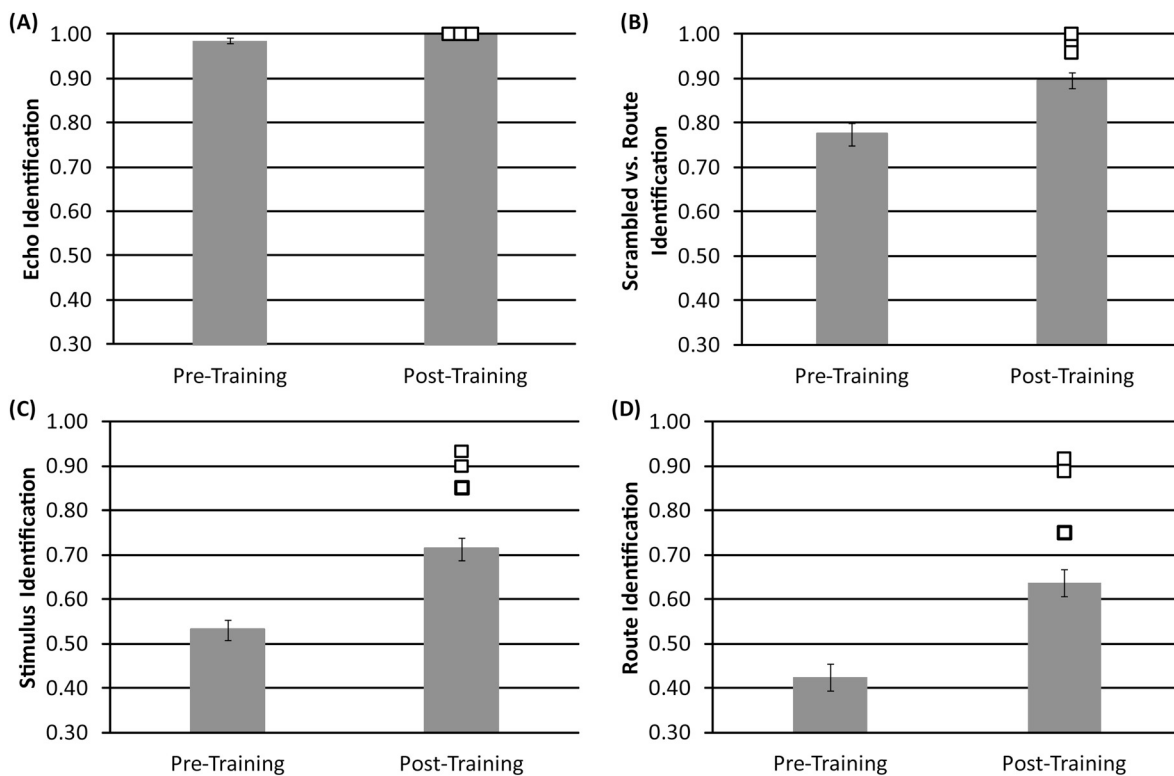 (A)
1.00
0.90
0.80
0.70
0.60
0.50
0.40
0.30
Echo Identification
Pre-Training
Post-Training
(B)
1.00
0.90
0.80
0.70
0.60
0.50
0.40
0.30
Scrambled vs. Route
Identification
Pre-Training
Post-Training
(C)
1.00
0.90
0.80
0.70
0.60
0.50
0.40
0.30
Stimulus Identification
Pre-Training
Post-Training
(D)
1.00
0.90
0.80
0.70
0.60
0.50
0.40
0.30
Route Identification
Pre-Training
Post-Training